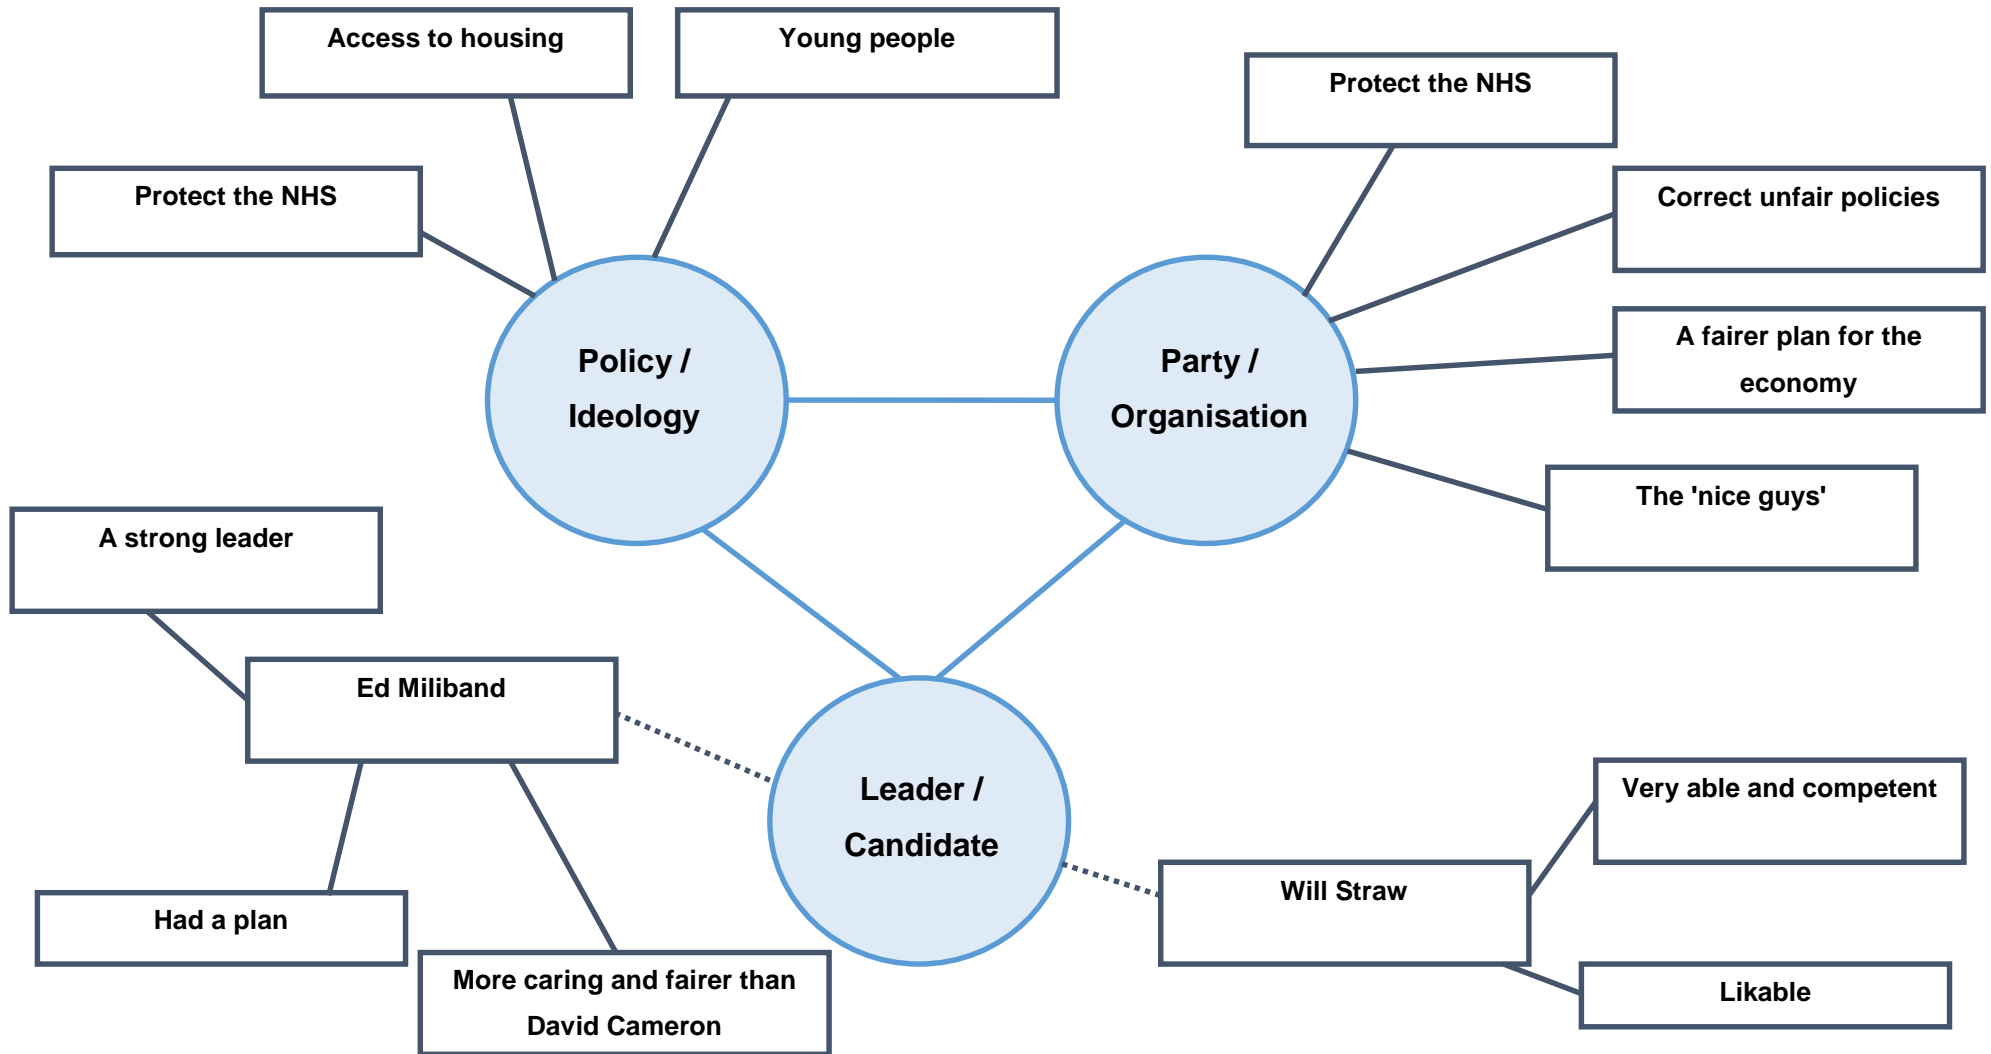 Access to housing
Young people
Protect the NHS
Protect the NHS
Correct unfair policies
A fairer plan for the
economy
The 'nice guys'
Policy /
Ideology
Party /
Organisation
A strong leader
Ed Miliband
Had a plan
More caring and fairer than
David Cameron
Leader /
Candidate
Very able and competent
Will Straw
Likable